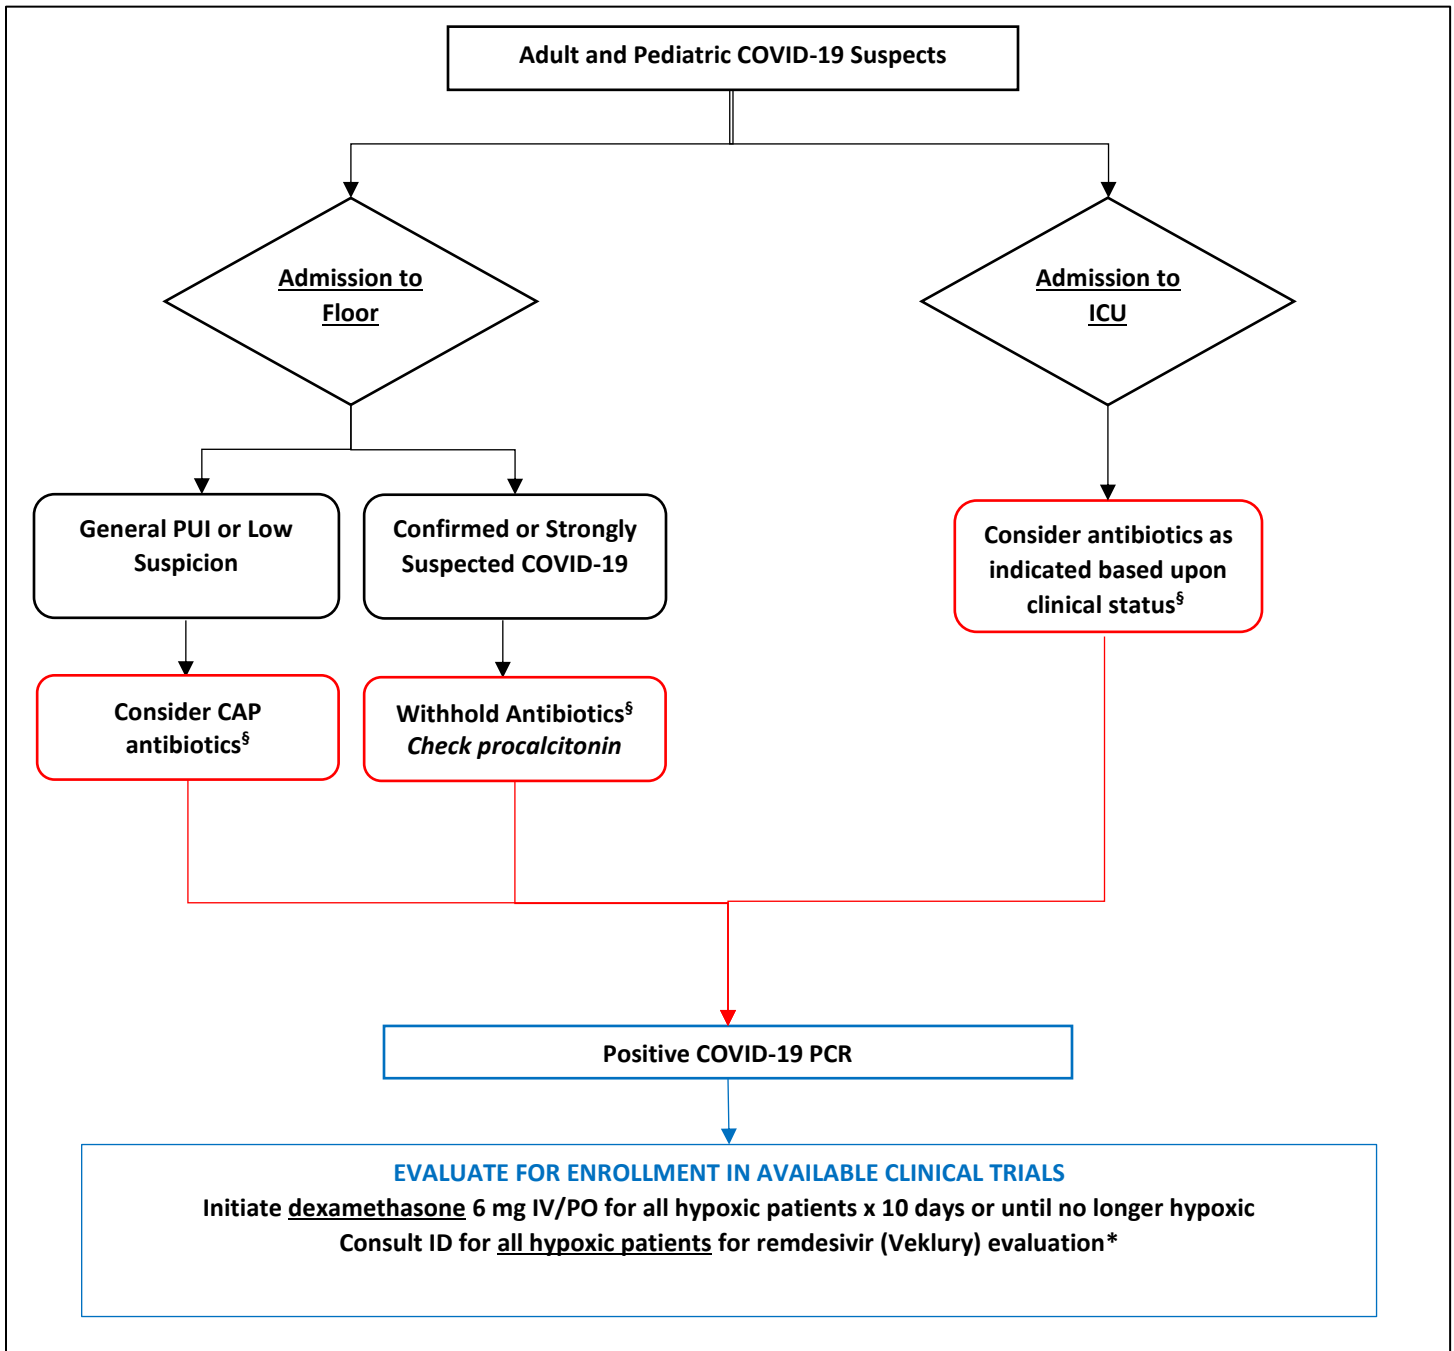 Adult and Pediatric COVID-19 Suspects
Admission to
Floor
Admission to
ICU
General PUI or Low
Suspicion
Confirmed or Strongly
Suspected COVID-19
Consider antibiotics as
indicated based upon
clinical status§
Consider CAP
antibiotics§
Withhold Antibiotics§
Check procalcitonin
Positive COVID-19 PCR
EVALUATE FOR ENROLLMENT IN AVAILABLE CLINICAL TRIALS
Initiate dexamethasone 6 mg IV/PO for all hypoxic patients x 10 days or until no longer hypoxic
Consult ID for all hypoxic patients for remdesivir (Veklury) evaluation*